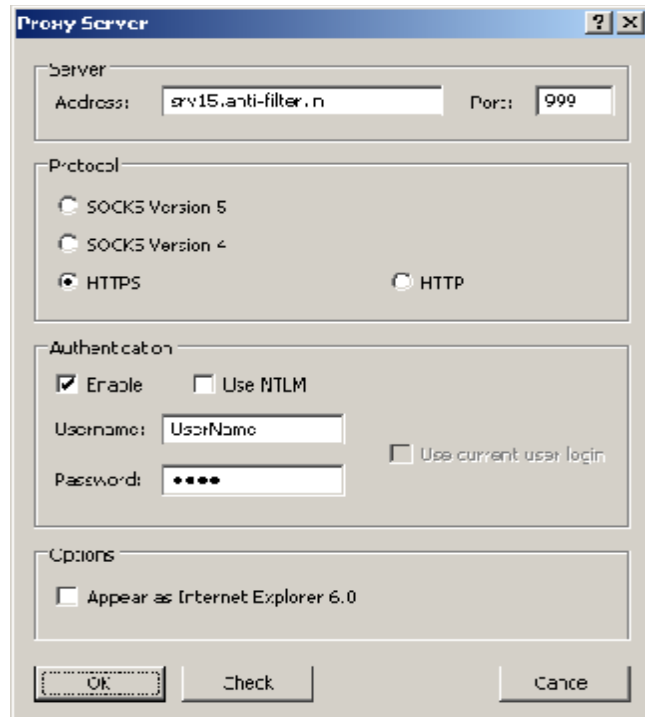 Proxy Server
Server
Address: srv15.anti-filter.in Port: 999
Protocol
SOCKS Version 5
SOCKS Version 4
HTTPS HTTP
Authentication
Enable Use NTLM
Username: UserName
Use current user login
Password: ••••
Options
Appear as Internet Explorer 6.0
OK Check Cancel